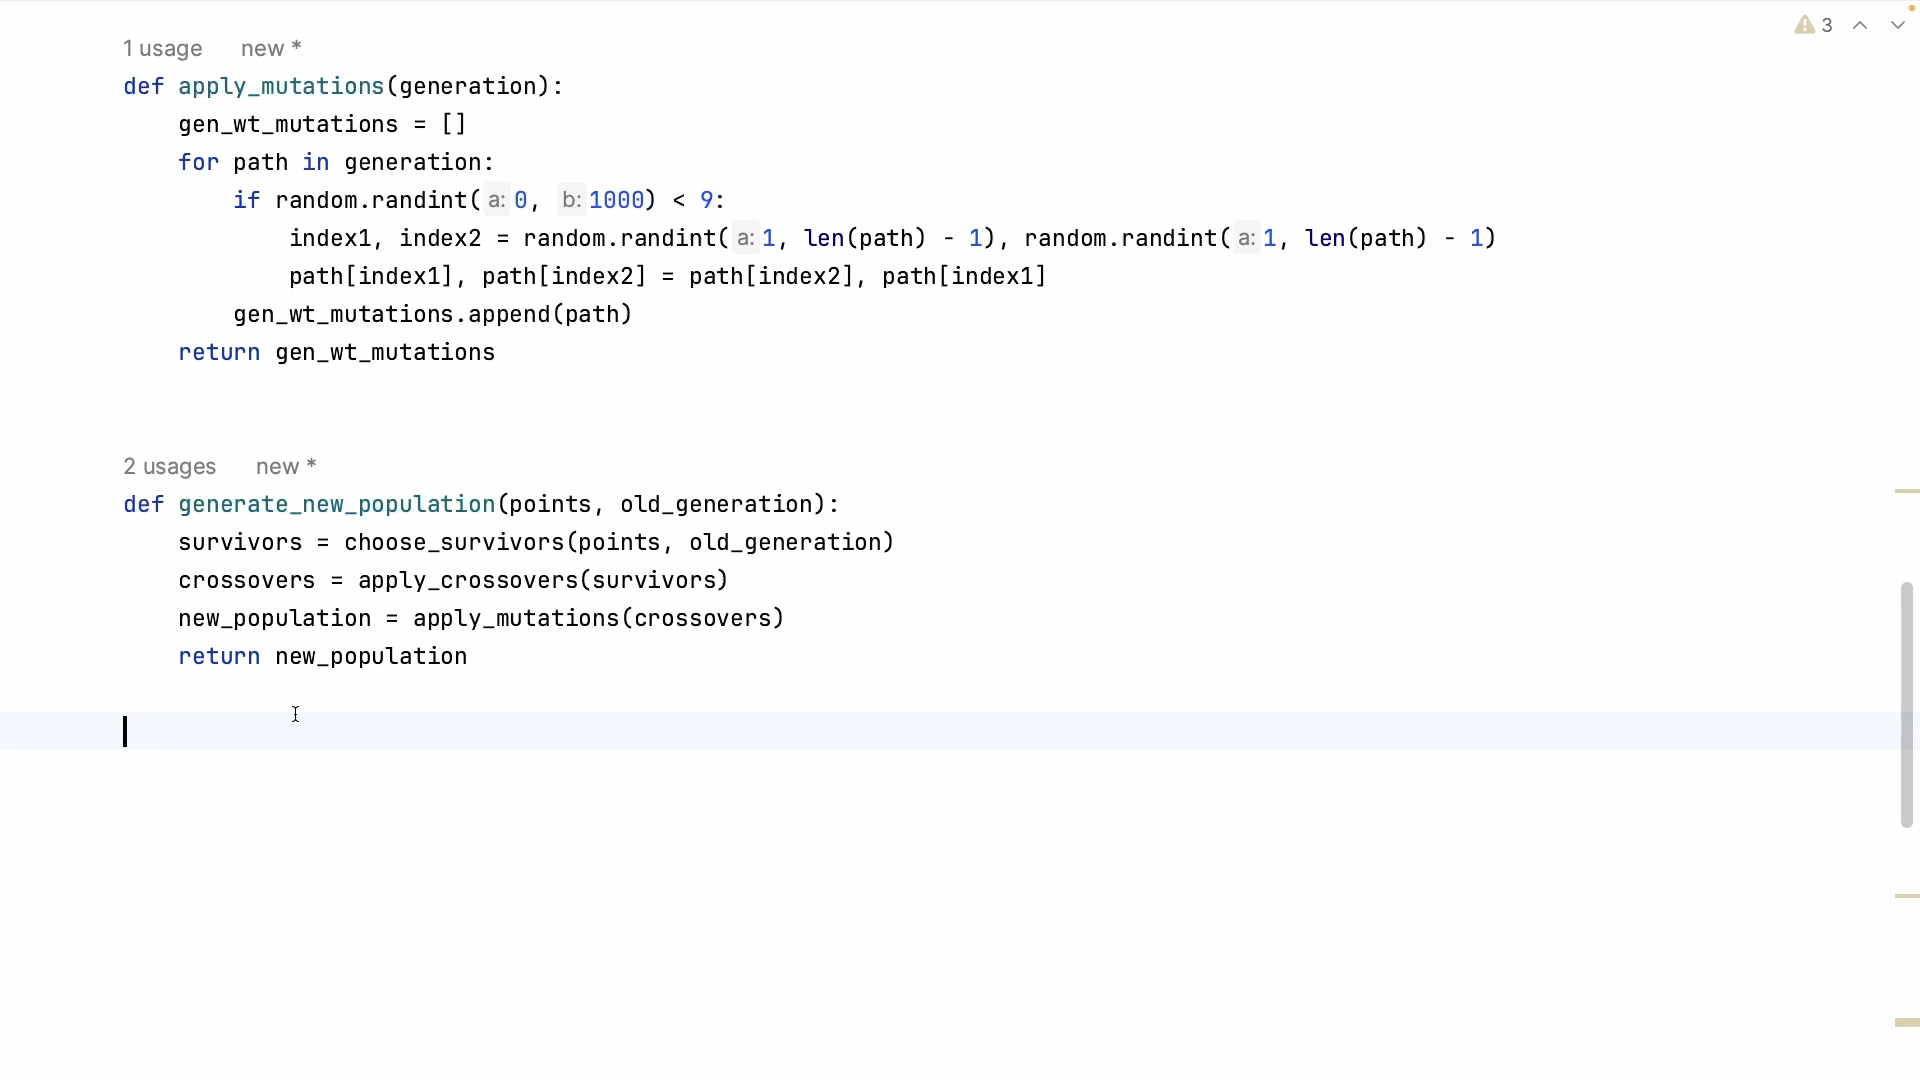 3
1 usage new *
def apply_mutations(generation):
    gen_wt_mutations = []
    for path in generation:
        if random.randint( a: 0, b: 1000) < 9:
            index1, index2 = random.randint( a: 1, len(path) - 1), random.randint( a: 1, len(path) - 1)
            path[index1], path[index2] = path[index2], path[index1]
        gen_wt_mutations.append(path)
    return gen_wt_mutations
2 usages new *
def generate_new_population(points, old_generation):
    survivors = choose_survivors(points, old_generation)
    crossovers = apply_crossovers(survivors)
    new_population = apply_mutations(crossovers)
    return new_population